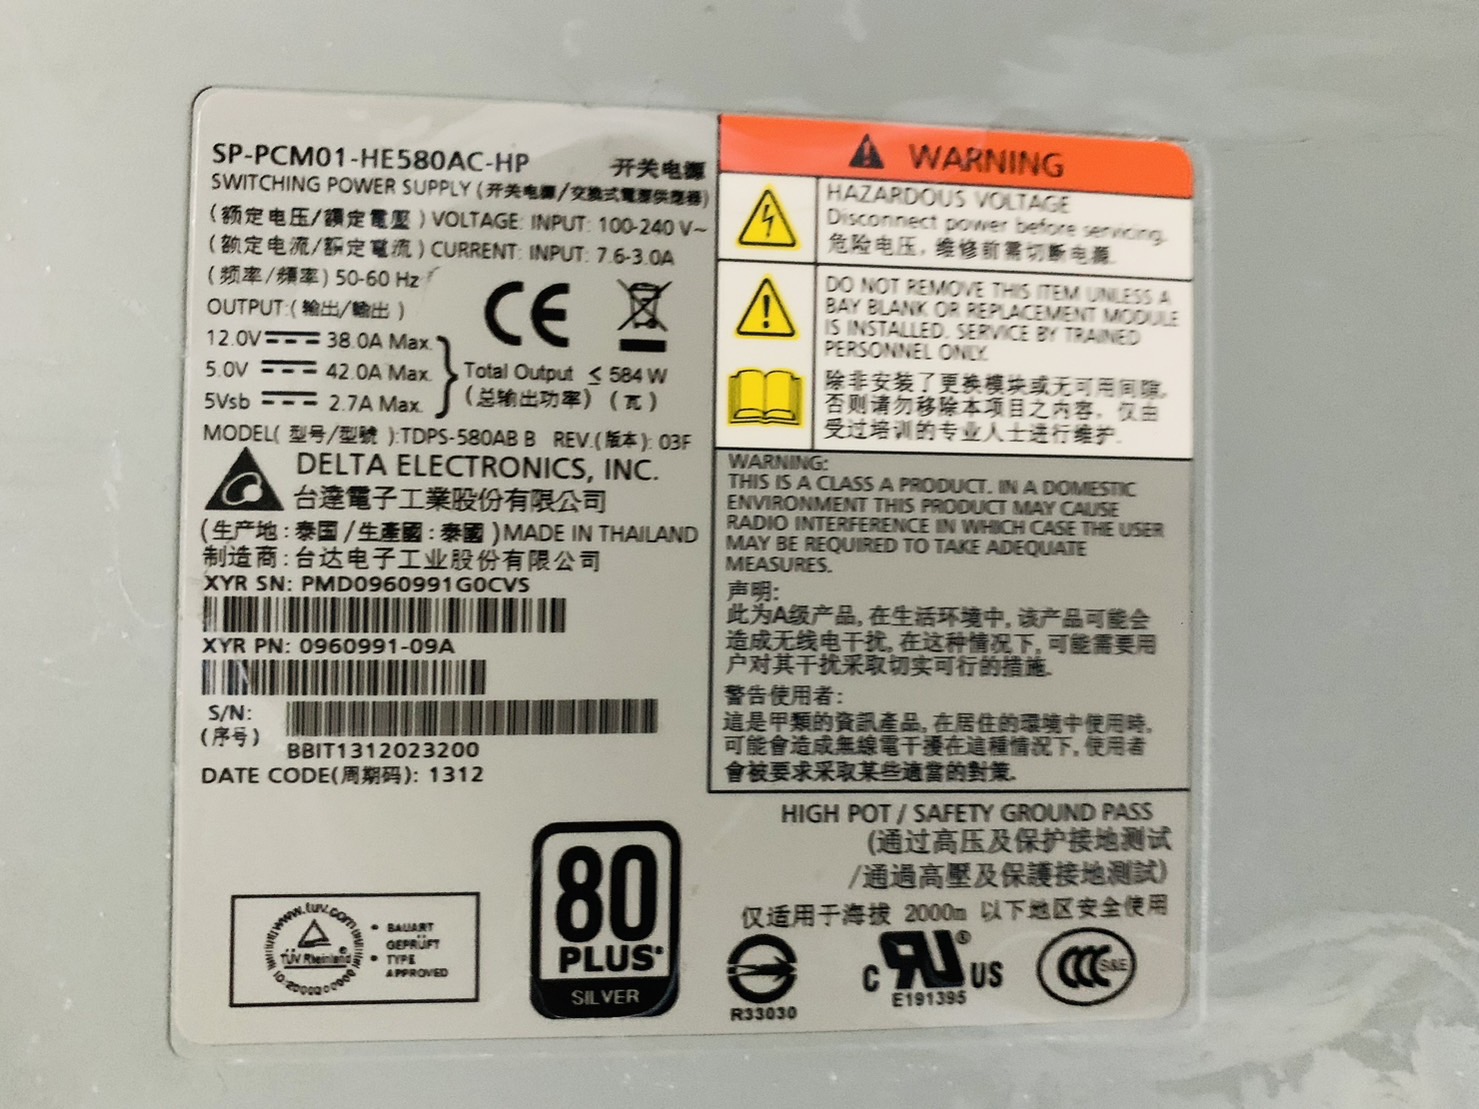 SP-PCM01-HE580AC-HP 开关电源
SWITCHING POWER SUPPLY (开关电源/交換式電源供應器)
(额定电压/額定電壓) VOLTAGE: INPUT: 100-240 V~
(额定电流/額定電流) CURRENT: INPUT: 7.6-3.0A
(频率/頻率) 50-60 Hz
OUTPUT:(输出/輸出)
12.0V 38.0A Max.
5.0V 42.0A Max.
5Vsb 2.7A Max.
Total Output ≤ 584 W
(总输出功率) (瓦)
MODEL(型号/型號):TDPS-580AB B REV.(版本): 03F
DELTA ELECTRONICS, INC.
台達電子工業股份有限公司
(生产地:泰国/生產國:泰國)MADE IN THAILAND
制造商:台达电子工业股份有限公司
XYR SN: PMD0960991G0CVS
XYR PN: 0960991-09A
S/N:
(序号)
BBIT1312023200
DATE CODE(周期码): 1312
WARNING
HAZARDOUS VOLTAGE
Disconnect power before servicing.
危险电压，维修前需切断电源.
DO NOT REMOVE THIS ITEM UNLESS A
BAY BLANK OR REPLACEMENT MODULE
IS INSTALLED. SERVICE BY TRAINED
PERSONNEL ONLY.
除非安装了更换模块或无可用间隙,
否则请勿移除本项目之内容，仅由
受过培训的专业人士进行维护.
WARNING:
THIS IS A CLASS A PRODUCT. IN A DOMESTIC
ENVIRONMENT THIS PRODUCT MAY CAUSE
RADIO INTERFERENCE IN WHICH CASE THE USER
MAY BE REQUIRED TO TAKE ADEQUATE
MEASURES.
声明:
此为A级产品,在生活环境中,该产品可能会
造成无线电干扰,在这种情况下,可能需要用
户对其干扰采取切实可行的措施.
警告使用者:
這是甲類的資訊產品,在居住的環境中使用時,
可能會造成無線電干擾在這種情況下,使用者
會被要求采取某些適當的對策.
HIGH POT / SAFETY GROUND PASS
(通过高压及保护接地测试
/通過高壓及保護接地測試)
仅适用于海拔 2000m 以下地区安全使用
www.tuv.com
TÜVRheinland
BAUART
GEPRÜFT
TYPE
APPROVED
80
PLUS
SILVER
R33030
C RU ® US
E191395
CCC S&E